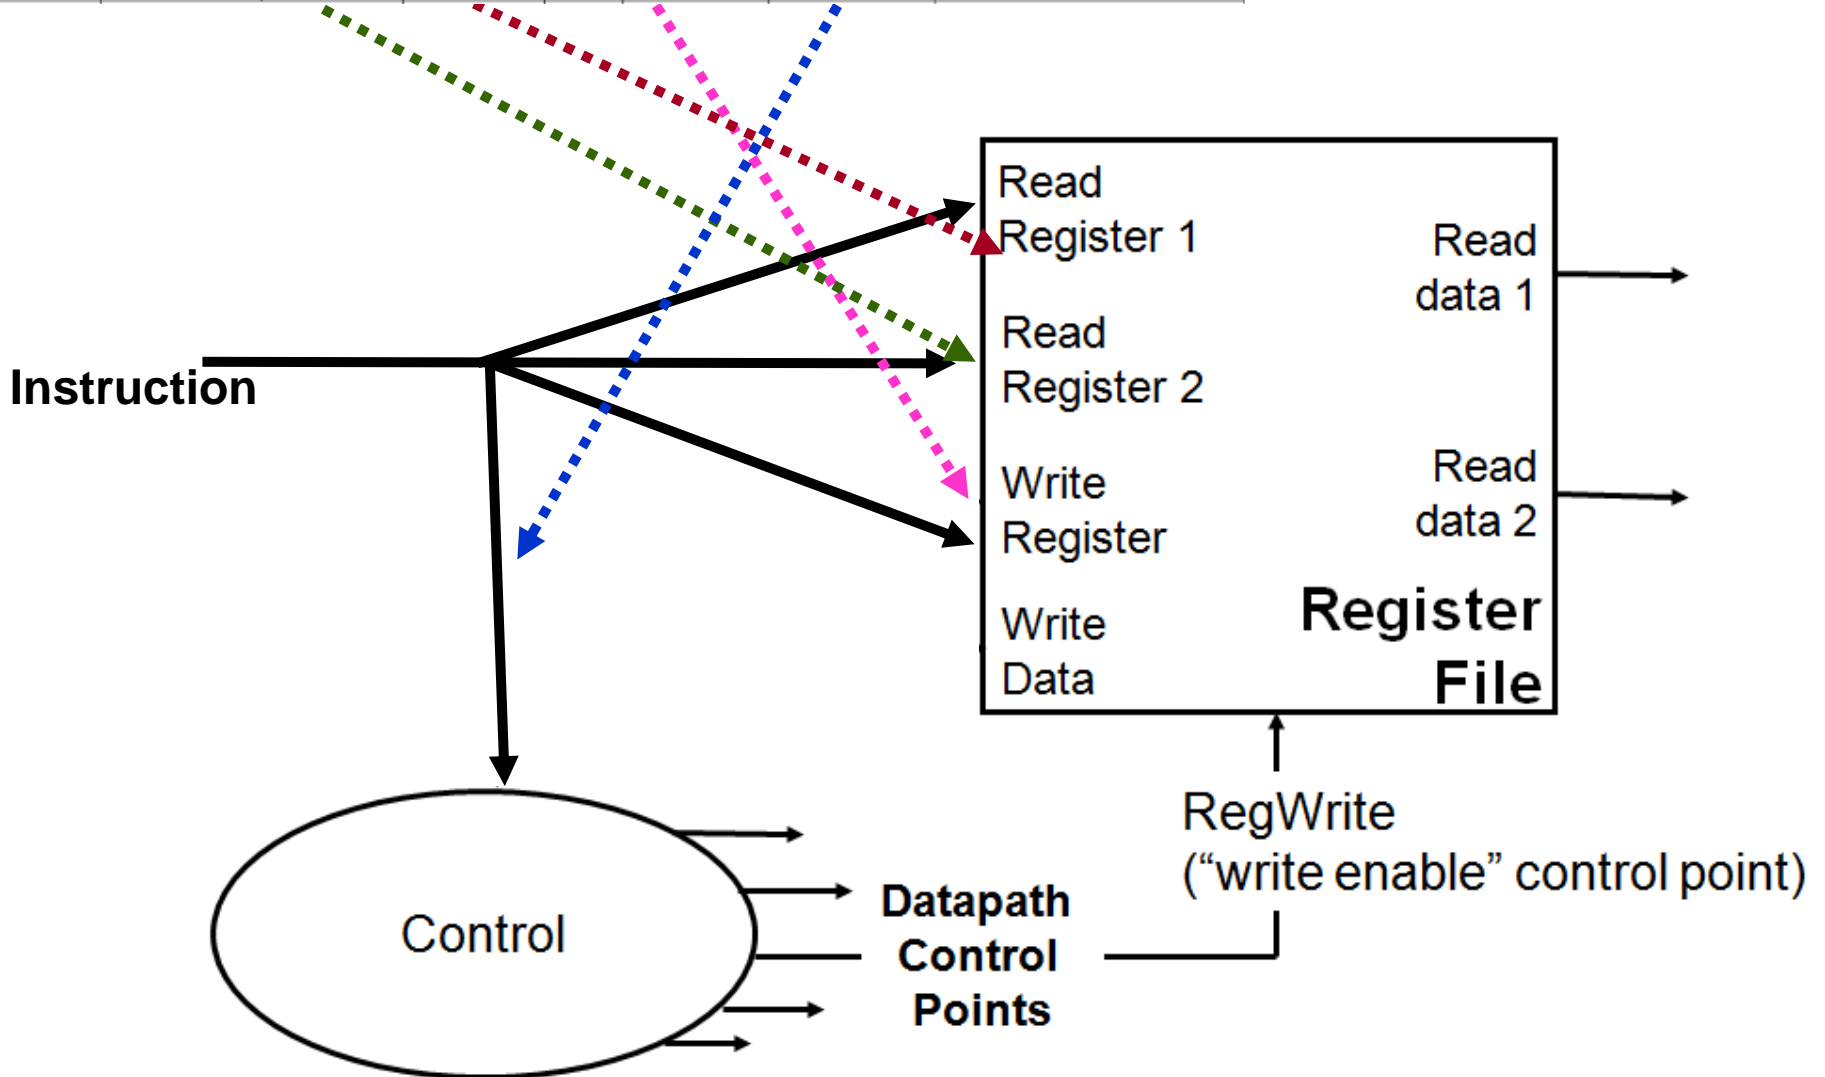 Read
Register 1
Read
data 1
Read
Register 2
Instruction
Write
Register
Read
data 2
Write
Data
Register
File
RegWrite
(“write enable” control point)
Control
Datapath
Control
Points